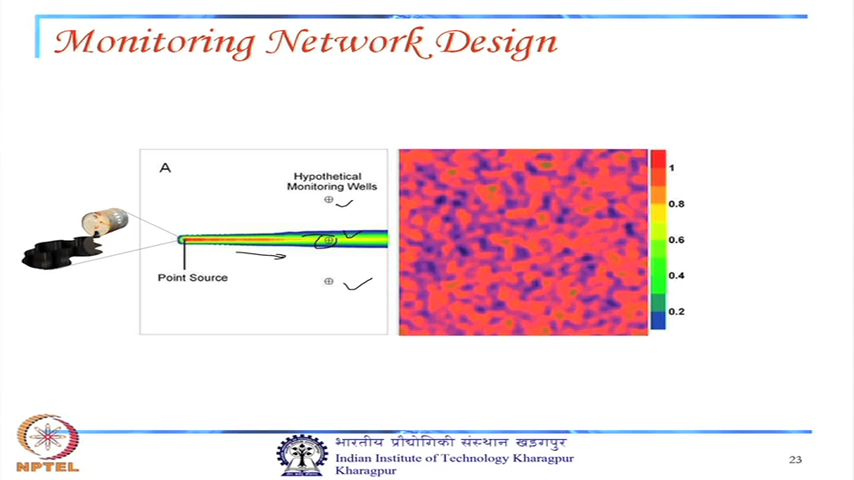 Monitoring Network Design
A
Hypothetical
Monitoring Wells
Point Source
1
0.8
0.6
0.4
0.2
NPTEL
भारतीय प्रौद्योगिकी संस्थान खड़गपुर
Indian Institute of Technology Kharagpur
Kharagpur
23